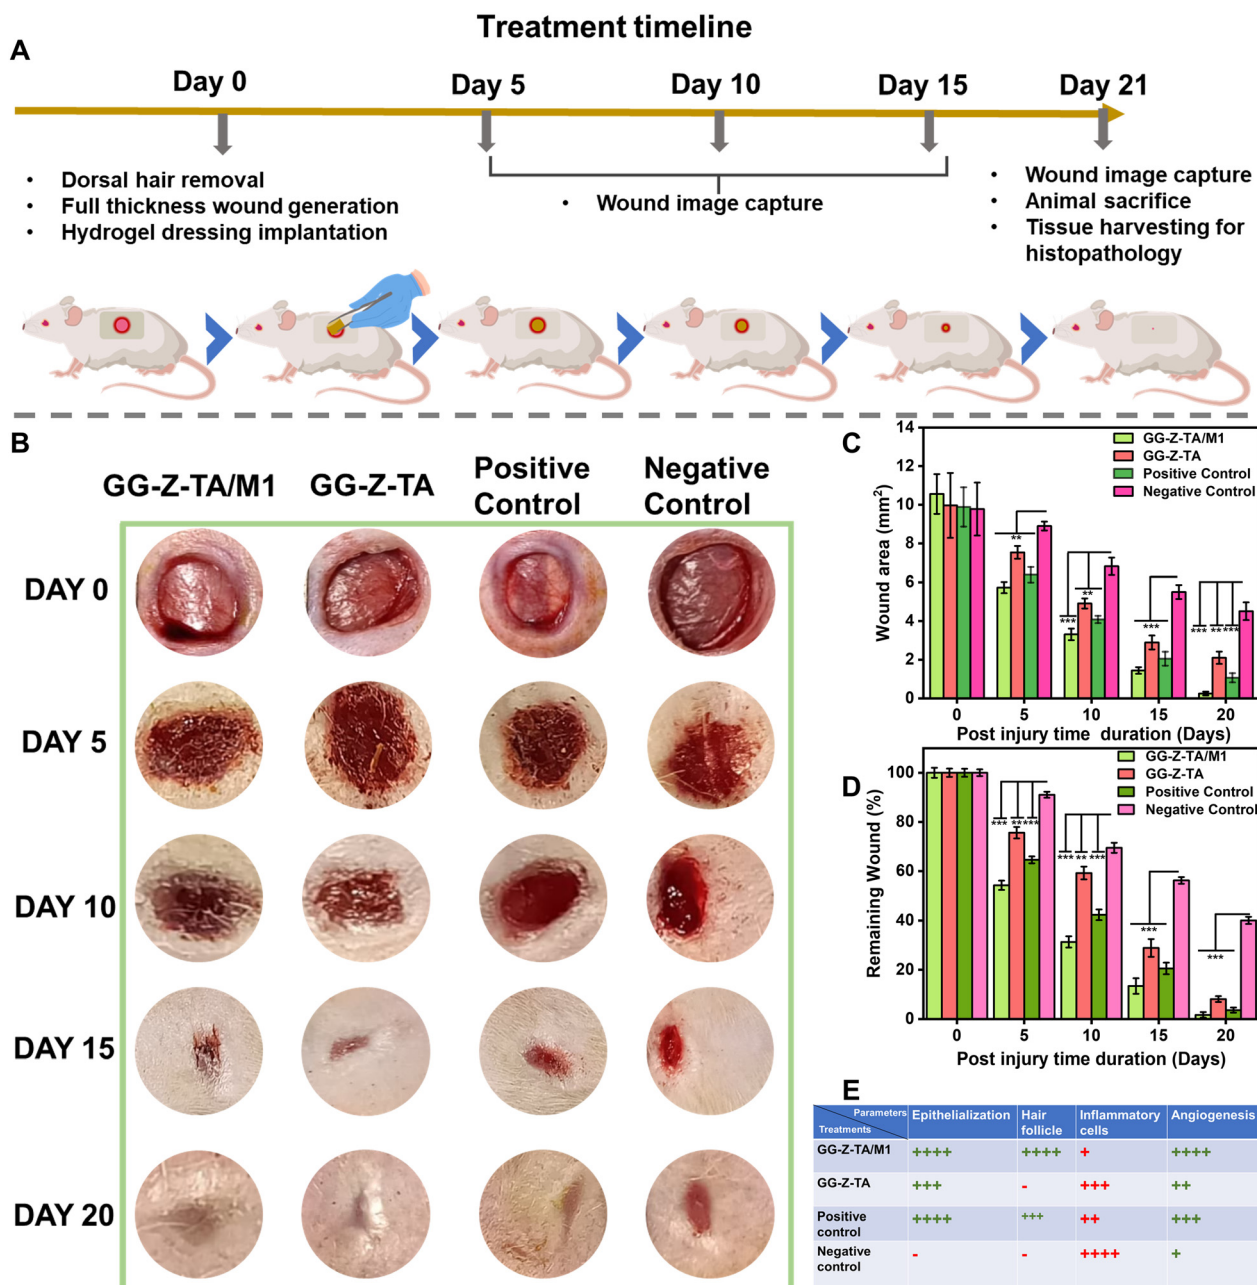 Treatment timeline
A
Day 0
Day 5
Day 10
Day 15
Day 21
• Dorsal hair removal
• Full thickness wound generation
• Hydrogel dressing implantation
• Wound image capture
• Wound image capture
• Animal sacrifice
• Tissue harvesting for
histopathology
B
GG-Z-TA/M1
GG-Z-TA
Positive
Control
Negative
Control
DAY 0
DAY 5
DAY 10
DAY 15
DAY 20
C
Wound area (mm²)
14
12
10
8
6
4
2
0
GG-Z-TA/M1
GG-Z-TA
Positive Control
Negative Control
**
***
**
***
***
**
***
0 5 10 15 20
Post injury time duration (Days)
D
Remaining Wound (%)
100
80
60
40
20
0
GG-Z-TA/M1
GG-Z-TA
Positive Control
Negative Control
***
**
***
***
**
***
***
***
0 5 10 15 20
Post injury time duration (Days)
E
Parameters
Treatments
Epithelialization
Hair
follicle
Inflammatory
cells
Angiogenesis
GG-Z-TA/M1 ++++ ++++ + ++++
GG-Z-TA +++ - +++ ++
Positive
control ++++ +++ ++ +++
Negative
control - - ++++ +